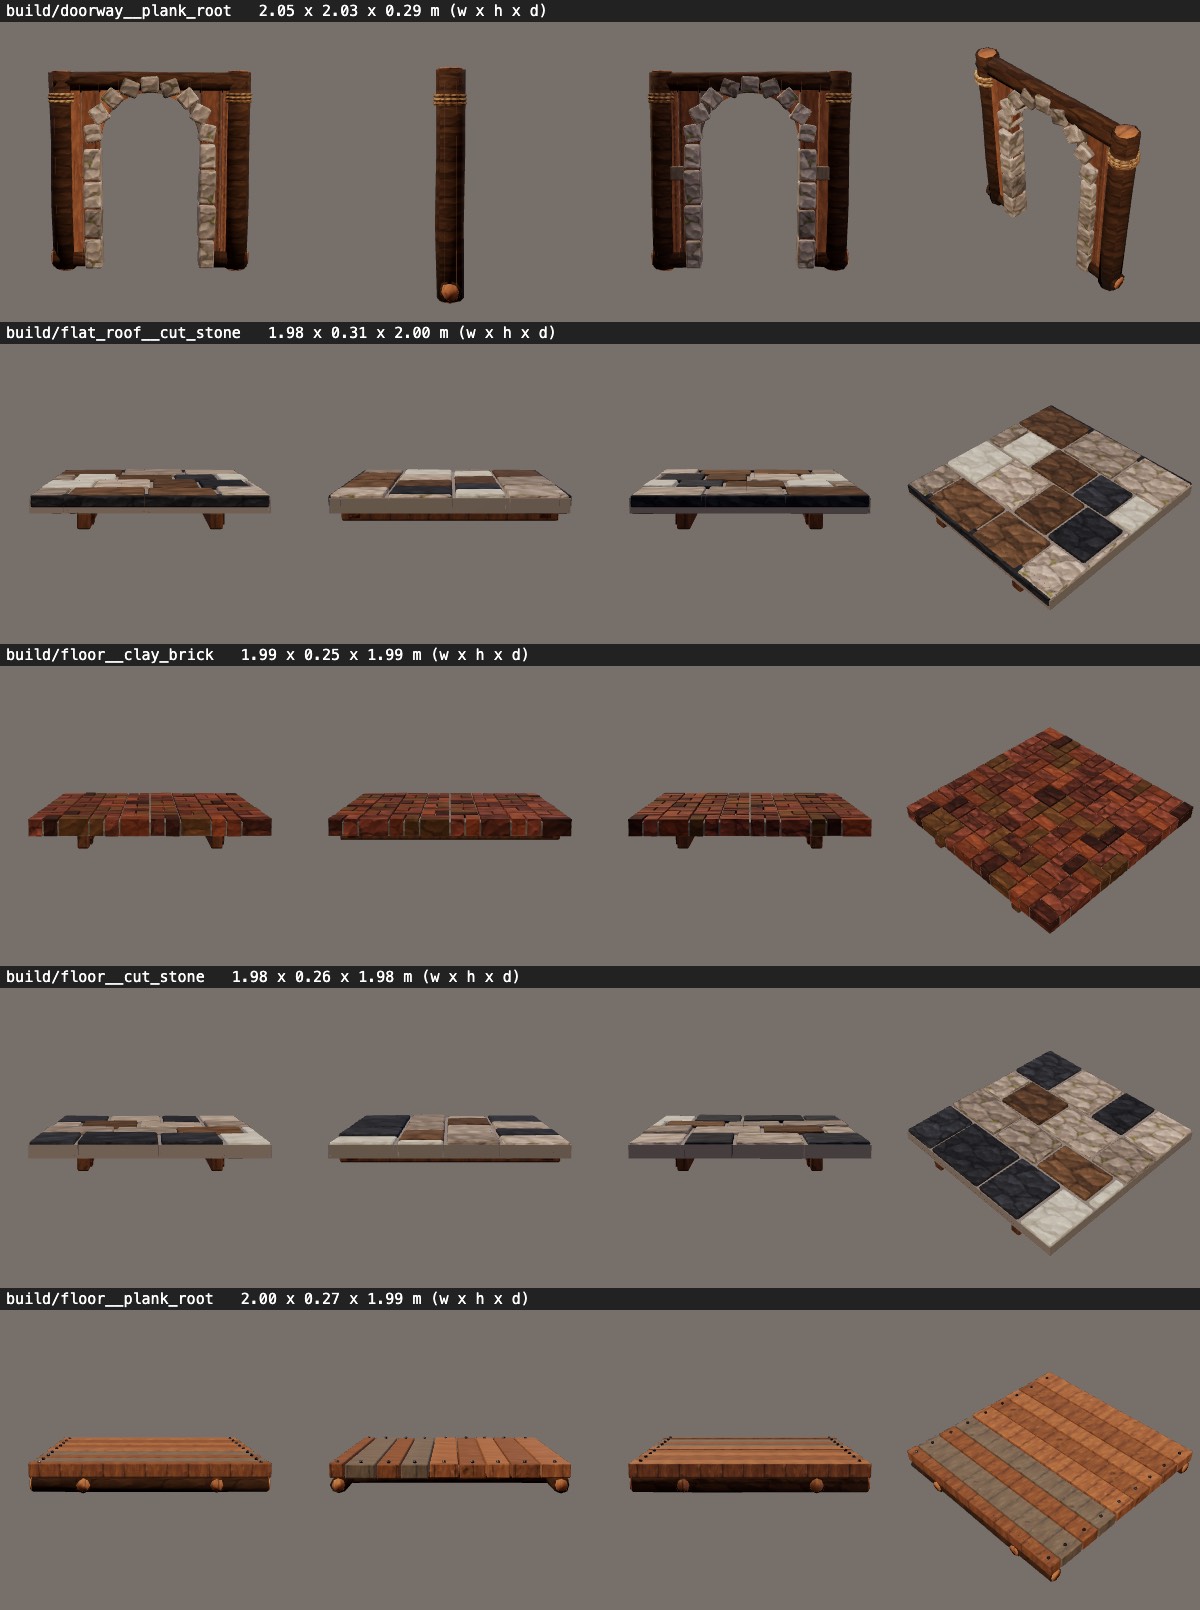 build/doorway__plank_root   2.05 x 2.03 x 0.29 m (w x h x d)
build/flat_roof__cut_stone   1.98 x 0.31 x 2.00 m (w x h x d)
build/floor__clay_brick   1.99 x 0.25 x 1.99 m (w x h x d)
build/floor__cut_stone   1.98 x 0.26 x 1.98 m (w x h x d)
build/floor__plank_root   2.00 x 0.27 x 1.99 m (w x h x d)